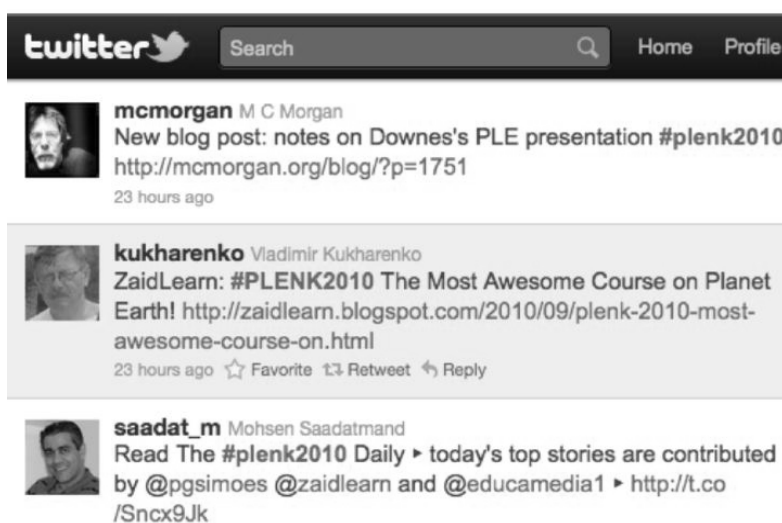 twitter Search Home Profile
mcmorgan M C Morgan
New blog post: notes on Downes's PLE presentation #plenk2010
http://mcmorgan.org/blog/?p=1751
23 hours ago
kukharenko Vladimir Kukharenko
ZaidLearn: #PLENK2010 The Most Awesome Course on Planet
Earth! http://zaidlearn.blogspot.com/2010/09/plenk-2010-most-
awesome-course-on.html
23 hours ago Favorite Retweet Reply
saadat_m Mohsen Saadatmand
Read The #plenk2010 Daily ‣ today's top stories are contributed
by @pgsimoes @zaidlearn and @educamedia1 ‣ http://t.co
/Sncx9Jk